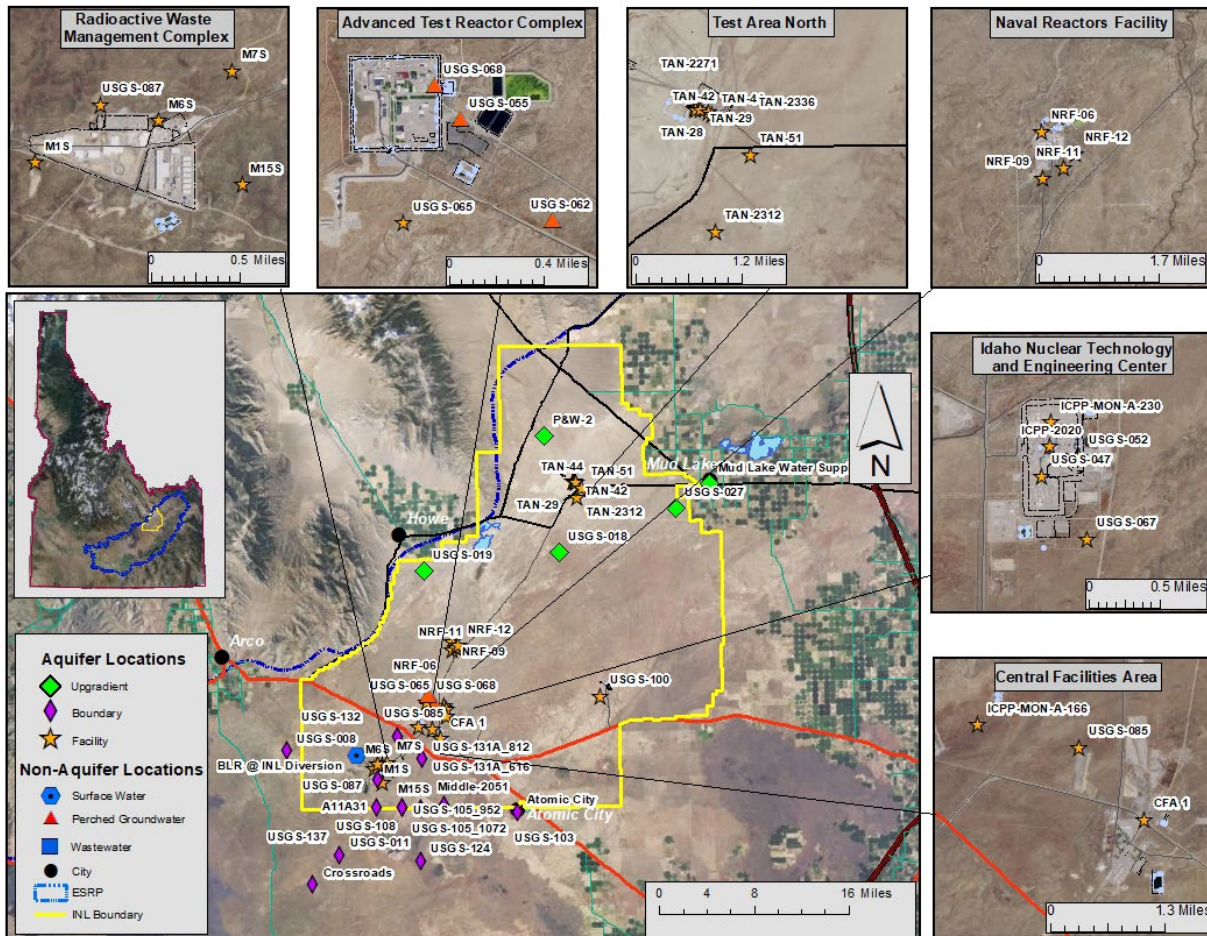 Radioactive Waste
Management Complex
M7S
USGS-087
M6S
M1S
M15S
0
0.5 Miles
Advanced Test Reactor Complex
USGS-068
USGS-055
USGS-065
USGS-062
0
0.4 Miles
Test Area North
TAN-2271
TAN-42
TAN-2336
TAN-29
TAN-28
TAN-51
TAN-2312
0
1.2 Miles
Naval Reactors Facility
NRF-06
NRF-12
NRF-11
NRF-09
0
1.7 Miles
P&W-2
TAN-44
TAN-51
Mud Lake
Mud Lake Water Supp
TAN-42
USGS-027
TAN-29
TAN-2312
Howe
USGS-018
USGS-019
N
NRF-11
NRF-12
NRF-09
Arco
NRF-06
USGS-065
USGS-068
USGS-100
USGS-085
CFA 1
USGS-132
USGS-008
M7S
USGS-131A_812
M6S
BLR @ INL Diversion
USGS-131A_616
M1S
USGS-087
M15S
Middle-2051
A11A31
USGS-105_952
Atomic City
Atomic City
USGS-108
USGS-105_1072
USGS-103
USGS-137
USGS-011
USGS-124
Crossroads
0 4 8 16 Miles
Aquifer Locations
Upgradient
Boundary
Facility
Non-Aquifer Locations
Surface Water
Perched Groundwater
Wastewater
City
ESRP
INL Boundary
Idaho Nuclear Technology
and Engineering Center
ICPP-MON-A-230
ICPP-2020
USGS-052
USGS-047
USGS-067
0
0.5 Miles
Central Facilities Area
ICPP-MON-A-166
USGS-085
CFA 1
0
1.3 Miles